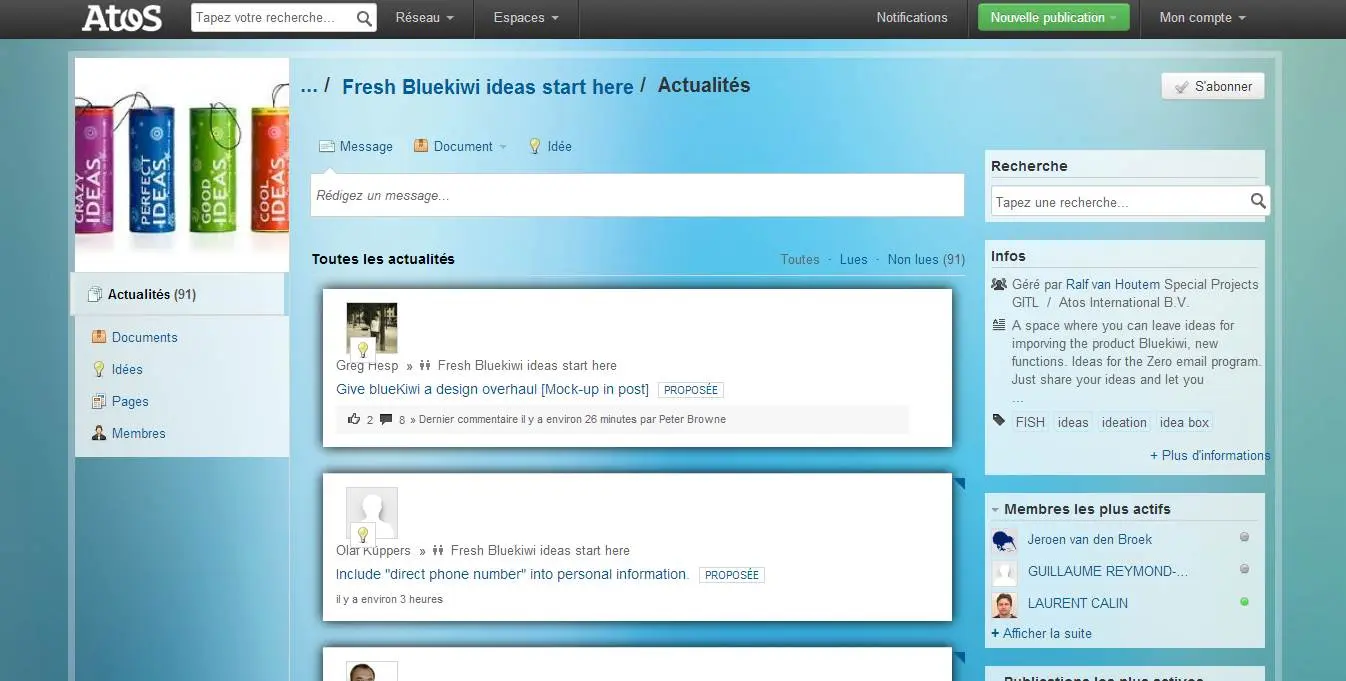 AtoS
Tapez votre recherche...
Réseau
Espaces
Notifications
Nouvelle publication
Mon compte
CRAZY IDEAS
PERFECT IDEAS
GOOD IDEAS
COOL IDEAS
... / Fresh Bluekiwi ideas start here / Actualités
S'abonner
Message
Document
Idée
Rédigez un message...
Toutes les actualités
Toutes · Lues · Non lues (91)
Actualités (91)
Documents
Idées
Pages
Membres
Greg Hesp » Fresh Bluekiwi ideas start here
Give blueKiwi a design overhaul [Mock-up in post] PROPOSÉE
2 8 » Dernier commentaire il y a environ 26 minutes par Peter Browne
Olaf Küppers » Fresh Bluekiwi ideas start here
Include "direct phone number" into personal information. PROPOSÉE
il y a environ 3 heures
Recherche
Tapez une recherche...
Infos
Géré par Ralf van Houtem Special Projects
GITL / Atos International B.V.
A space where you can leave ideas for
imporving the product Bluekiwi, new
functions. Ideas for the Zero email program.
Just share your ideas and let you
...
FISH ideas ideation idea box
+ Plus d'informations
Membres les plus actifs
Jeroen van den Broek
GUILLAUME REYMOND-...
LAURENT CALIN
+ Afficher la suite
Publications les plus actives